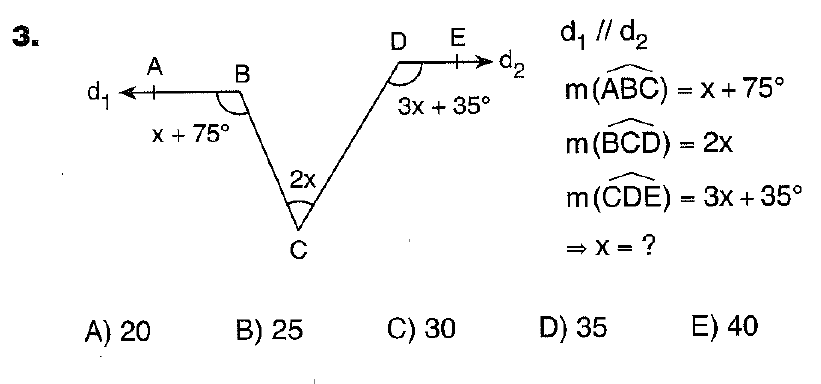 3.
d₁ A B D E d₂
x + 75° 3x + 35°
2x
C
d₁ // d₂
m(ABC) = x + 75°
m(BCD) = 2x
m(CDE) = 3x + 35°
⇒ x = ?
A) 20 B) 25 C) 30 D) 35 E) 40